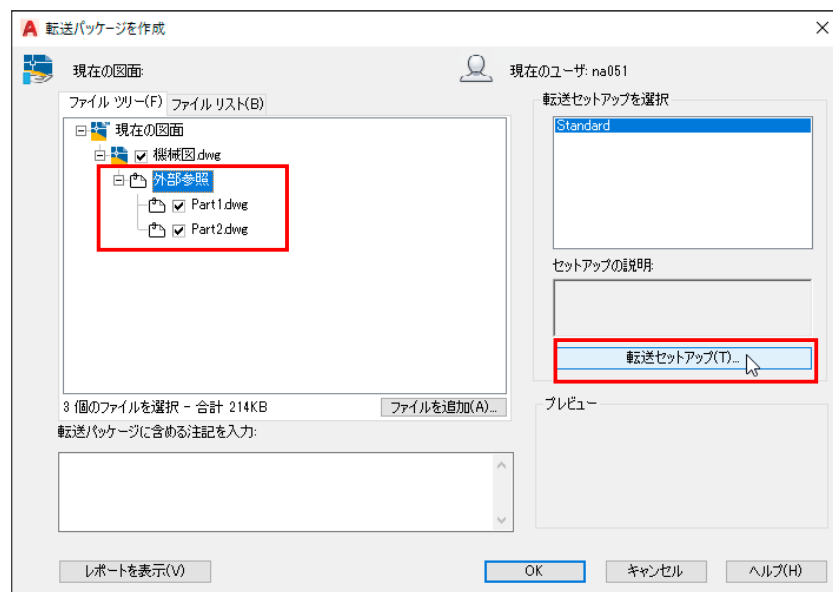 転送パッケージを作成
現在の図面:
現在のユーザ: na051
ファイル ツリー(F)
ファイル リスト(B)
現在の図面
機械図.dwg
外部参照
Part1.dwg
Part2.dwg
3 個のファイルを選択 - 合計 214KB
ファイルを追加(A)...
転送パッケージに含める注記を入力:
転送セットアップを選択
Standard
セットアップの説明:
転送セットアップ(T)...
プレビュー
レポートを表示(V)
OK
キャンセル
ヘルプ(H)